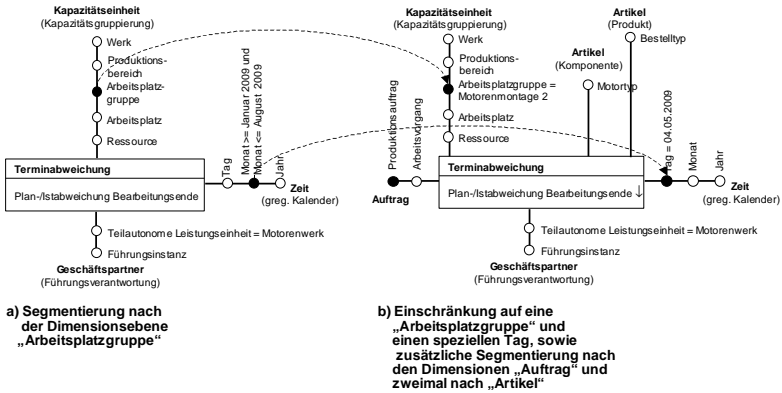 Kapazitätseinheit
(Kapazitätsgruppierung)
Werk
Produktions-
bereich
Arbeitsplatz-
gruppe
Arbeitsplatz
Ressource
Terminabweichung
Plan-/Istabweichung Bearbeitungsende
Tag
Monat >= Januar 2009 und
Monat <= August 2009
Jahr
Zeit
(greg. Kalender)
Teilautonome Leistungseinheit = Motorenwerk
Führungsinstanz
Geschäftspartner
(Führungsverantwortung)
a) Segmentierung nach
der Dimensionsebene
„Arbeitsplatzgruppe“
Kapazitätseinheit
(Kapazitätsgruppierung)
Werk
Produktions-
bereich
Arbeitsplatzgruppe =
Motorenmontage 2
Arbeitsplatz
Ressource
Artikel
(Produkt)
Bestelltyp
Artikel
(Komponente)
Motortyp
Produktionsauftrag
Arbeitsvorgang
Auftrag
Terminabweichung
Plan-/Istabweichung Bearbeitungsende ↓
Tag = 04.05.2009
Monat
Jahr
Zeit
(greg. Kalender)
Teilautonome Leistungseinheit = Motorenwerk
Führungsinstanz
Geschäftspartner
(Führungsverantwortung)
b) Einschränkung auf eine
„Arbeitsplatzgruppe“ und
einen speziellen Tag, sowie
zusätzliche Segmentierung nach
den Dimensionen „Auftrag“ und
zweimal nach „Artikel“